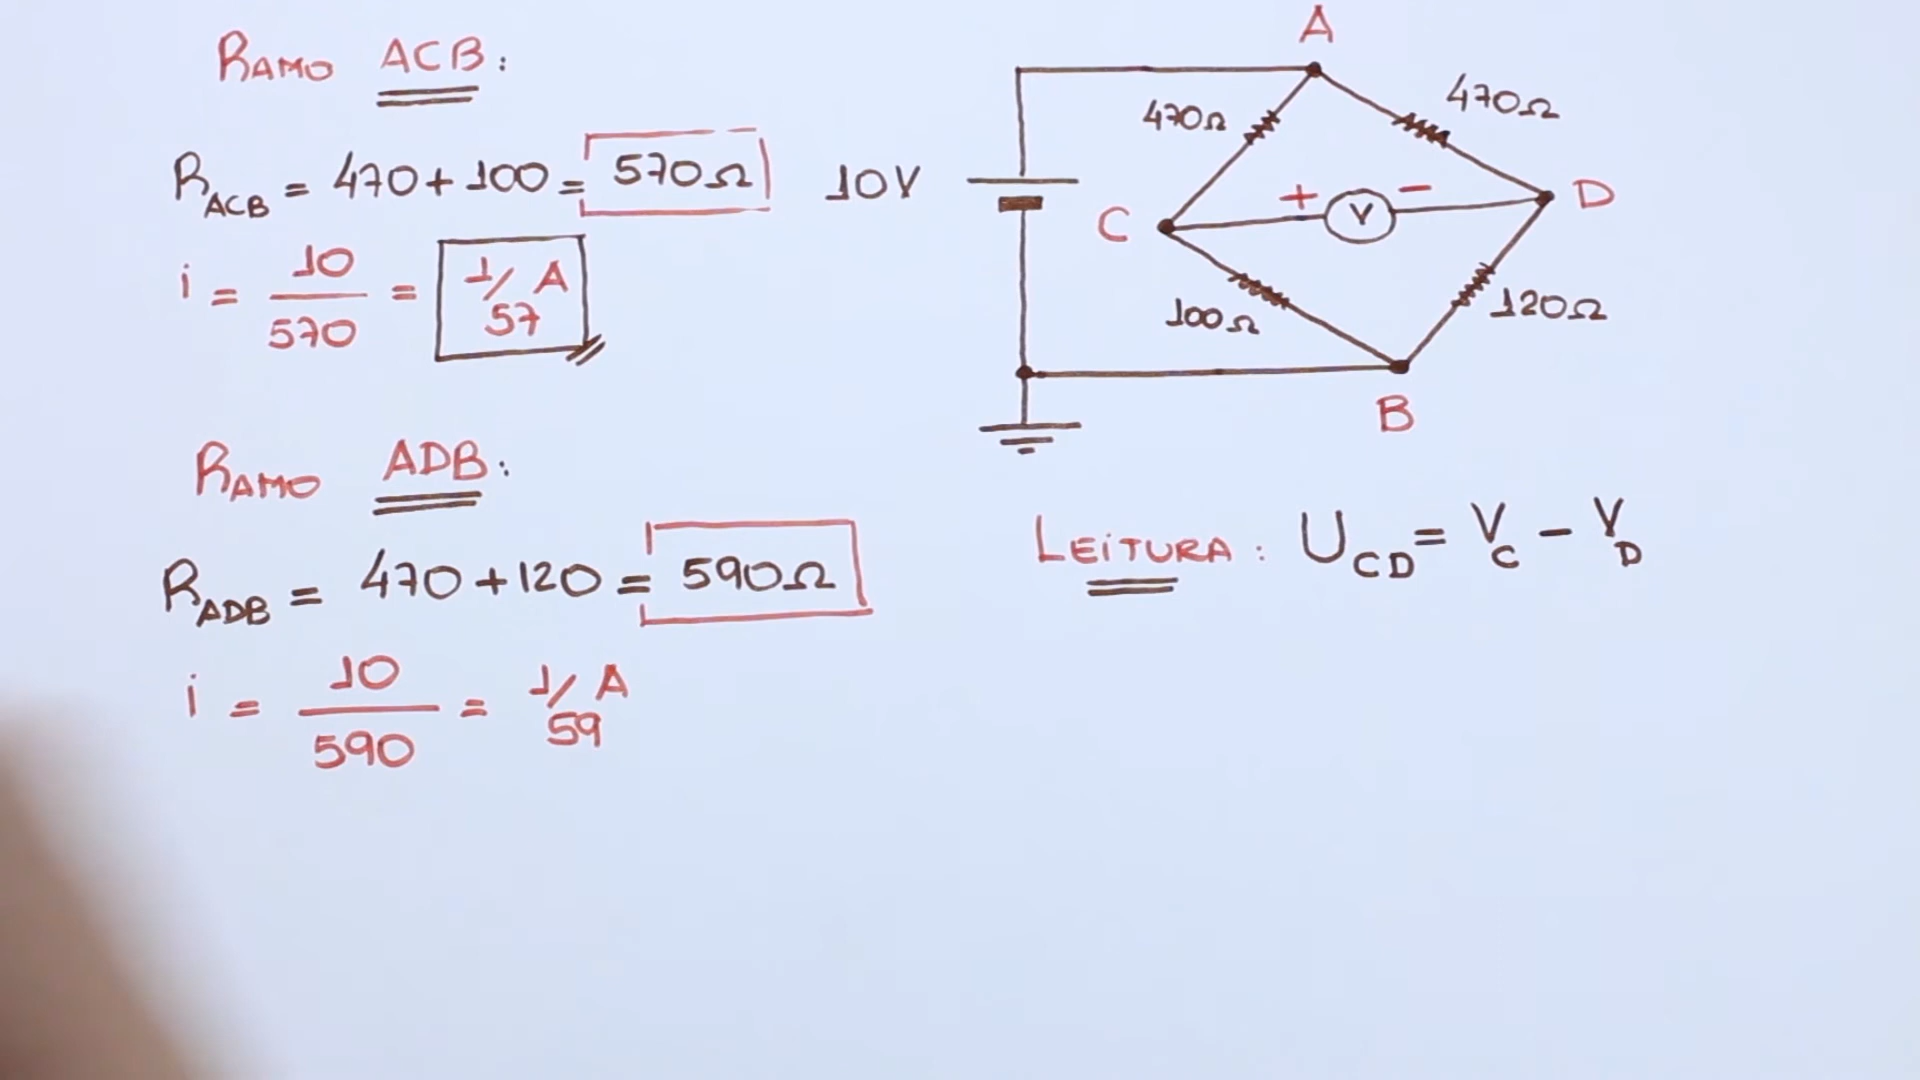 RAMO ACB:
R_ACB = 470 + 100 = 570Ω
i = 10/570 = 1/57 A
RAMO ADB:
R_ADB = 470 + 120 = 590Ω
i = 10/590 = 1/59 A
A
470Ω
470Ω
10V
+
-
V
C
D
100Ω
120Ω
B
LEITURA: U_CD = V_C - V_D